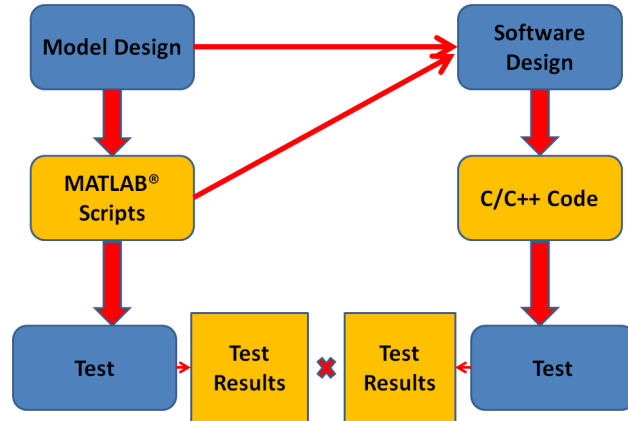 Model Design
Software
Design
MATLAB®
Scripts
C/C++ Code
Test
Test
Results
Test
Results
Test